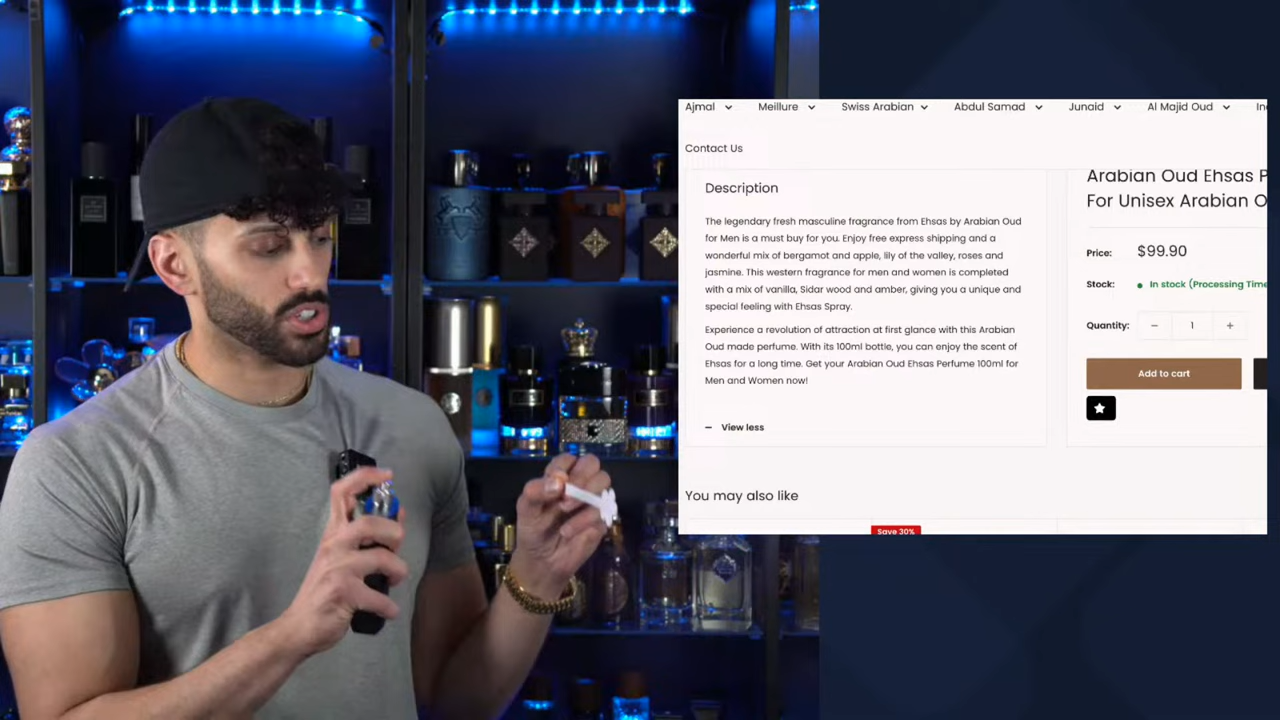 Ajmal
Meillure
Swiss Arabian
Abdul Samad
Junaid
Al Majid Oud
Contact Us
Description
The legendary fresh masculine fragrance from Ehsas by Arabian Oud
for Men is a must buy for you. Enjoy free express shipping and a
wonderful mix of bergamot and apple, lily of the valley, roses and
jasmine. This western fragrance for men and women is completed
with a mix of vanilla, Sidar wood and amber, giving you a unique and
special feeling with Ehsas Spray.
Experience a revolution of attraction at first glance with this Arabian
Oud made perfume. With its 100ml bottle, you can enjoy the scent of
Ehsas for a long time. Get your Arabian Oud Ehsas Perfume 100ml for
Men and Women now!
− View less
Arabian Oud Ehsas P
For Unisex Arabian O
Price: $99.90
Stock: In stock (Processing Time
Quantity: − 1 +
Add to cart
You may also like
Save 30%